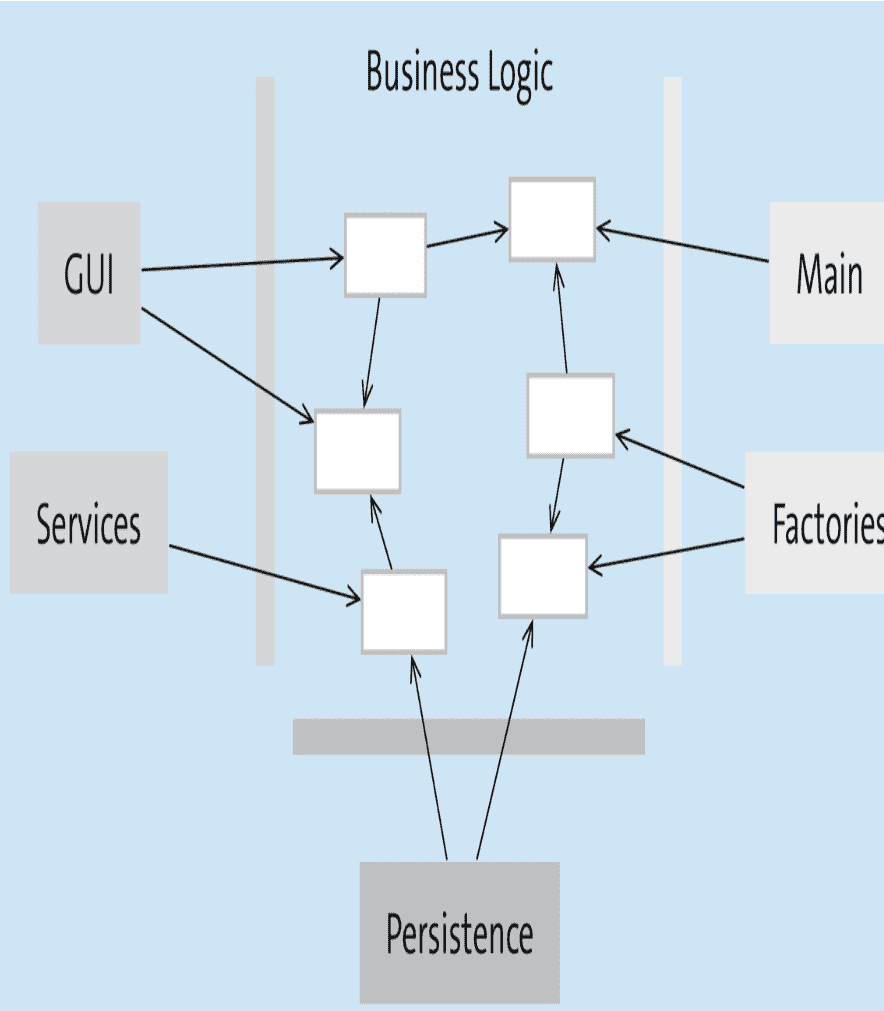 Business Logic
GUI
Main
Services
Factories
Persistence